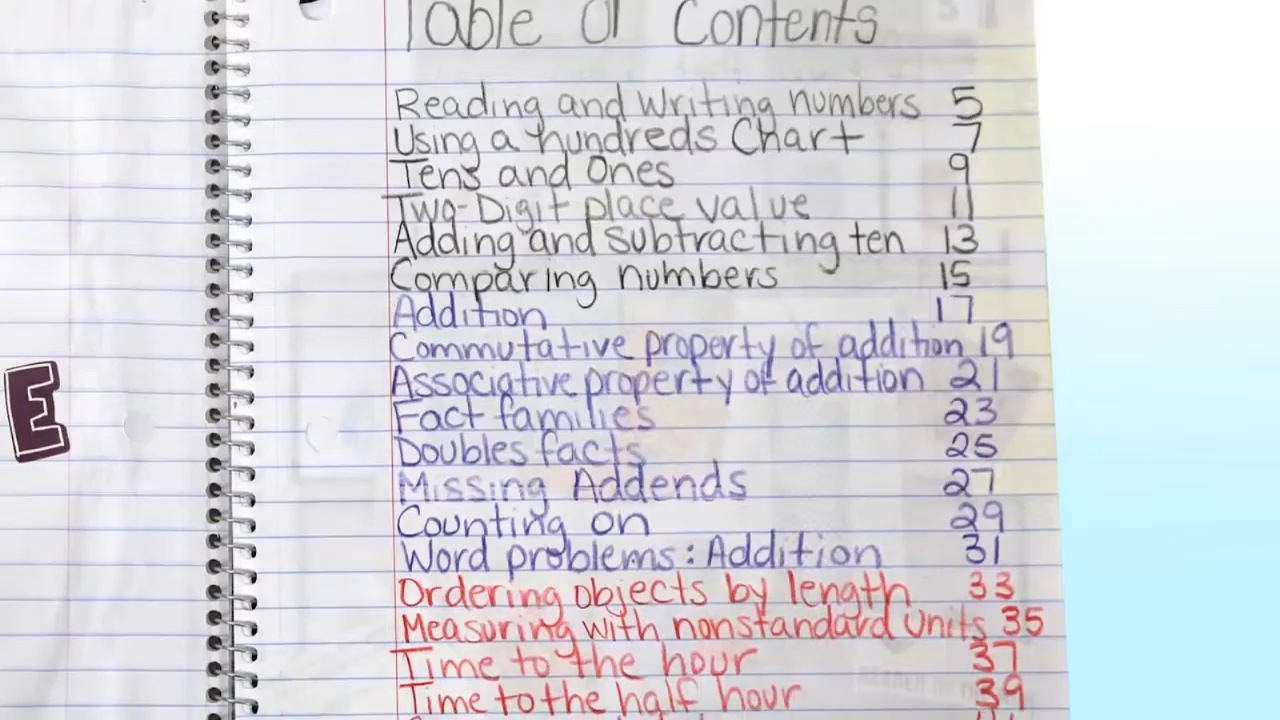 Table Of Contents
Reading and Writing numbers 5
Using a hundreds Chart 7
Tens and Ones 9
Two-Digit place value 11
Adding and subtracting ten 13
Comparing numbers 15
Addition 17
Commutative property of addition 19
Associative property of addition 21
Fact families 23
Doubles facts 25
Missing Addends 27
Counting on 29
Word problems: Addition 31
Ordering objects by length 33
Measuring with nonstandard units 35
Time to the hour 37
Time to the half hour 39
E